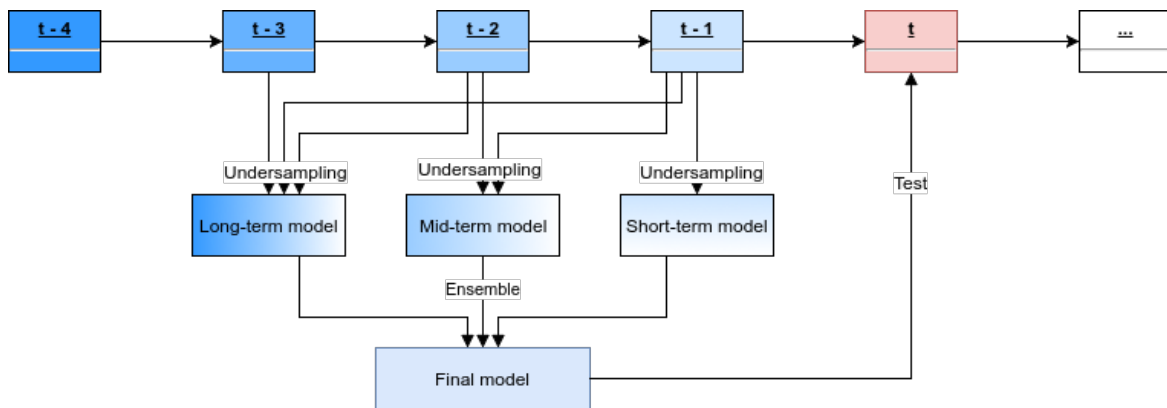 t - 4
t - 3
t - 2
t - 1
t
...
Undersampling
Undersampling
Undersampling
Test
Long-term model
Mid-term model
Short-term model
Ensemble
Final model